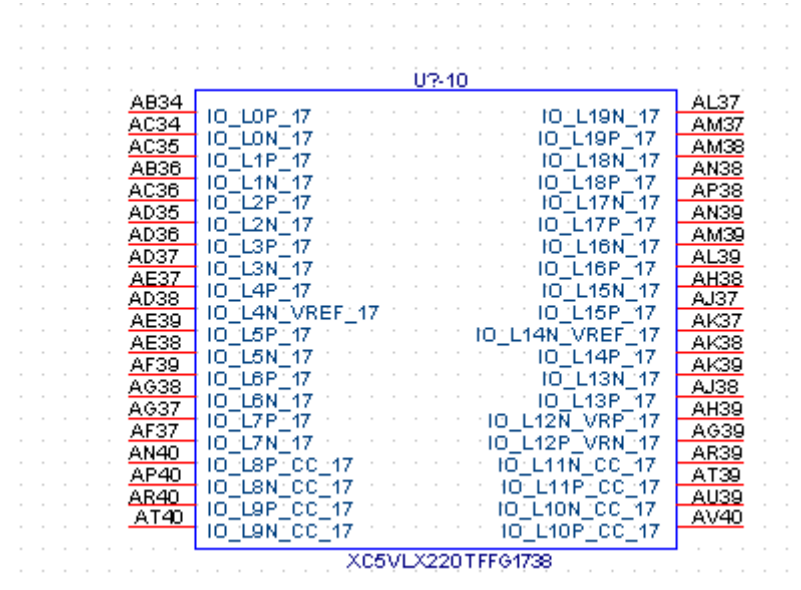 U?-10
AB34 IO_L0P_17 IO_L19N_17 AL37
AC34 IO_L0N_17 IO_L19P_17 AM37
AC35 IO_L1P_17 IO_L18N_17 AM38
AB36 IO_L1N_17 IO_L18P_17 AN38
AC36 IO_L2P_17 IO_L17N_17 AP38
AD35 IO_L2N_17 IO_L17P_17 AN39
AD36 IO_L3P_17 IO_L16N_17 AM39
AD37 IO_L3N_17 IO_L16P_17 AL39
AE37 IO_L4P_17 IO_L15N_17 AH38
AD38 IO_L4N_VREF_17 IO_L15P_17 AJ37
AE39 IO_L5P_17 IO_L14N_VREF_17 AK37
AE38 IO_L5N_17 IO_L14P_17 AK38
AF39 IO_L6P_17 IO_L13N_17 AK39
AG38 IO_L6N_17 IO_L13P_17 AJ38
AG37 IO_L7P_17 IO_L12N_VRP_17 AH39
AF37 IO_L7N_17 IO_L12P_VRN_17 AG39
AN40 IO_L8P_CC_17 IO_L11N_CC_17 AR39
AP40 IO_L8N_CC_17 IO_L11P_CC_17 AT39
AR40 IO_L9P_CC_17 IO_L10N_CC_17 AU39
AT40 IO_L9N_CC_17 IO_L10P_CC_17 AV40
XC5VLX220TFFG1738